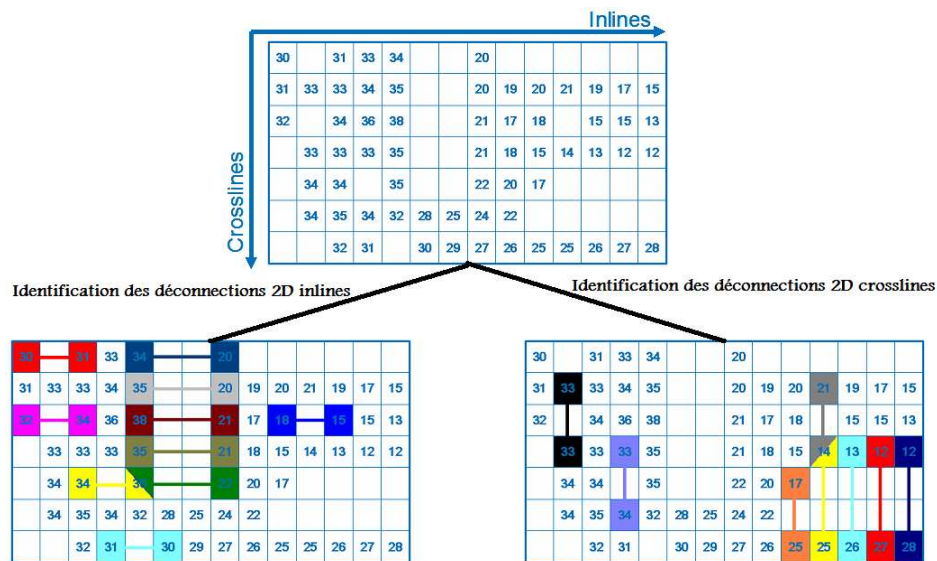 Inlines
Crosslines
30 31 33 34 20
31 33 33 34 35 20 19 20 21 19 17 15
32 34 36 38 21 17 18 15 15 13
33 33 33 35 21 18 15 14 13 12 12
34 34 35 22 20 17
34 35 34 32 28 25 24 22
32 31 30 29 27 26 25 25 26 27 28
Identification des déconnections 2D inlines
Identification des déconnections 2D crosslines
30 31 33 34 20
31 33 33 34 35 20 19 20 21 19 17 15
32 34 36 38 21 17 18 15 15 13
33 33 33 35 21 18 15 14 13 12 12
34 34 35 22 20 17
34 35 34 32 28 25 24 22
32 31 30 29 27 26 25 25 26 27 28
30 31 33 34 20
31 33 33 34 35 20 19 20 21 19 17 15
32 34 36 38 21 17 18 15 15 13
33 33 33 35 21 18 15 14 13 12 12
34 34 35 22 20 17
34 35 34 32 28 25 24 22
32 31 30 29 27 26 25 25 26 27 28